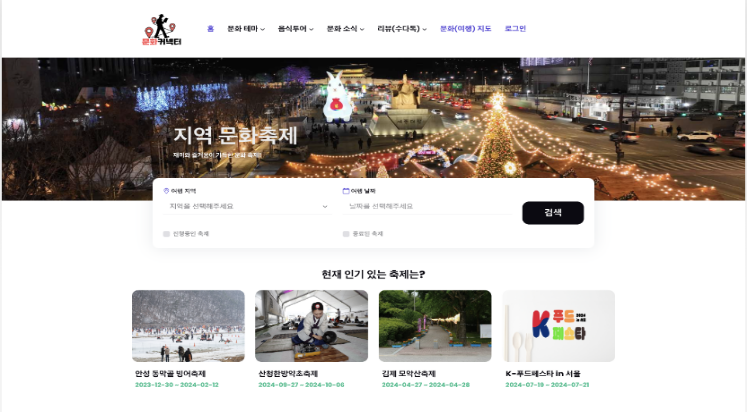 문화커넥티
홈 문화 테마 음식투어 문화 소식 리뷰(수다톡) 문화(여행) 지도 로그인
지역 문화축제
여행 지역 여행 날짜
지역을 선택해주세요 날짜을 선택해주세요
검색
진행중인 축제 종료된 축제
현재 인기 있는 축제는?
K 푸드 페스타
안성 동막골 빙어축제 산청한방약초축제 김제 모악산축제 K-푸드페스타 in 서울
2023-12-30 ~ 2024-02-12 2024-09-27 ~ 2024-10-06 2024-04-27 ~ 2024-04-28 2024-07-19 ~ 2024-07-21